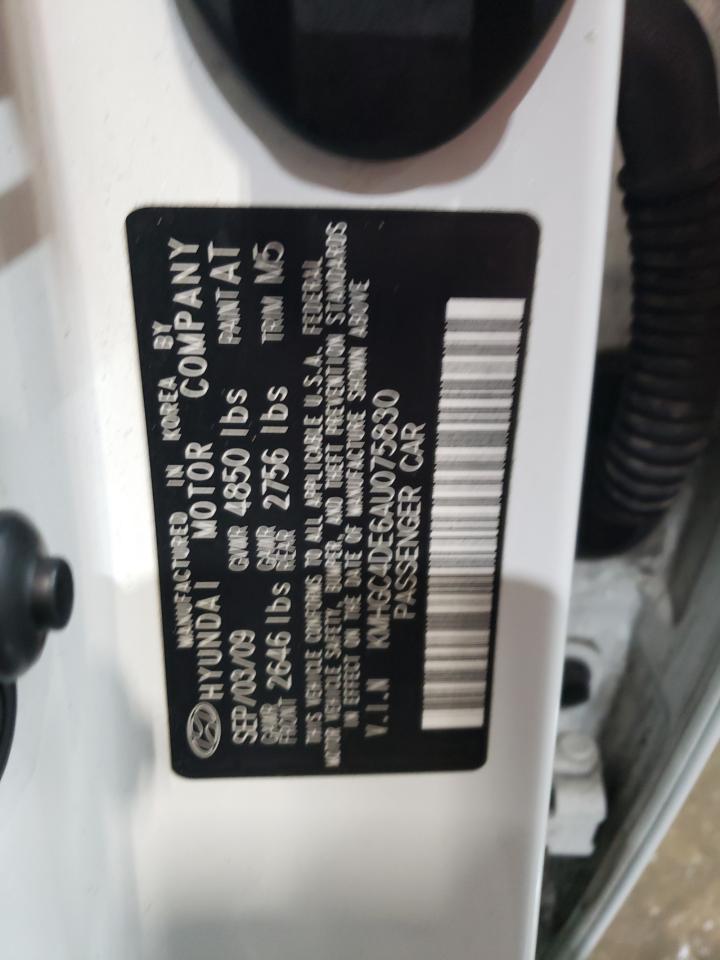 MANUFACTURED IN KOREA BY
HYUNDAI MOTOR COMPANY
SEP/03/09 GVWR 4850 lbs PAINT AT
GAWR FRONT 2646 lbs GAWR REAR 2756 lbs TRIM M5
THIS VEHICLE CONFORMS TO ALL APPLICABLE U.S.A. FEDERAL
MOTOR VEHICLE SAFETY, BUMPER, AND THEFT PREVENTION STANDARDS
IN EFFECT ON THE DATE OF MANUFACTURE SHOWN ABOVE
V.I.N KMHGC4DE6AU075830
PASSENGER CAR